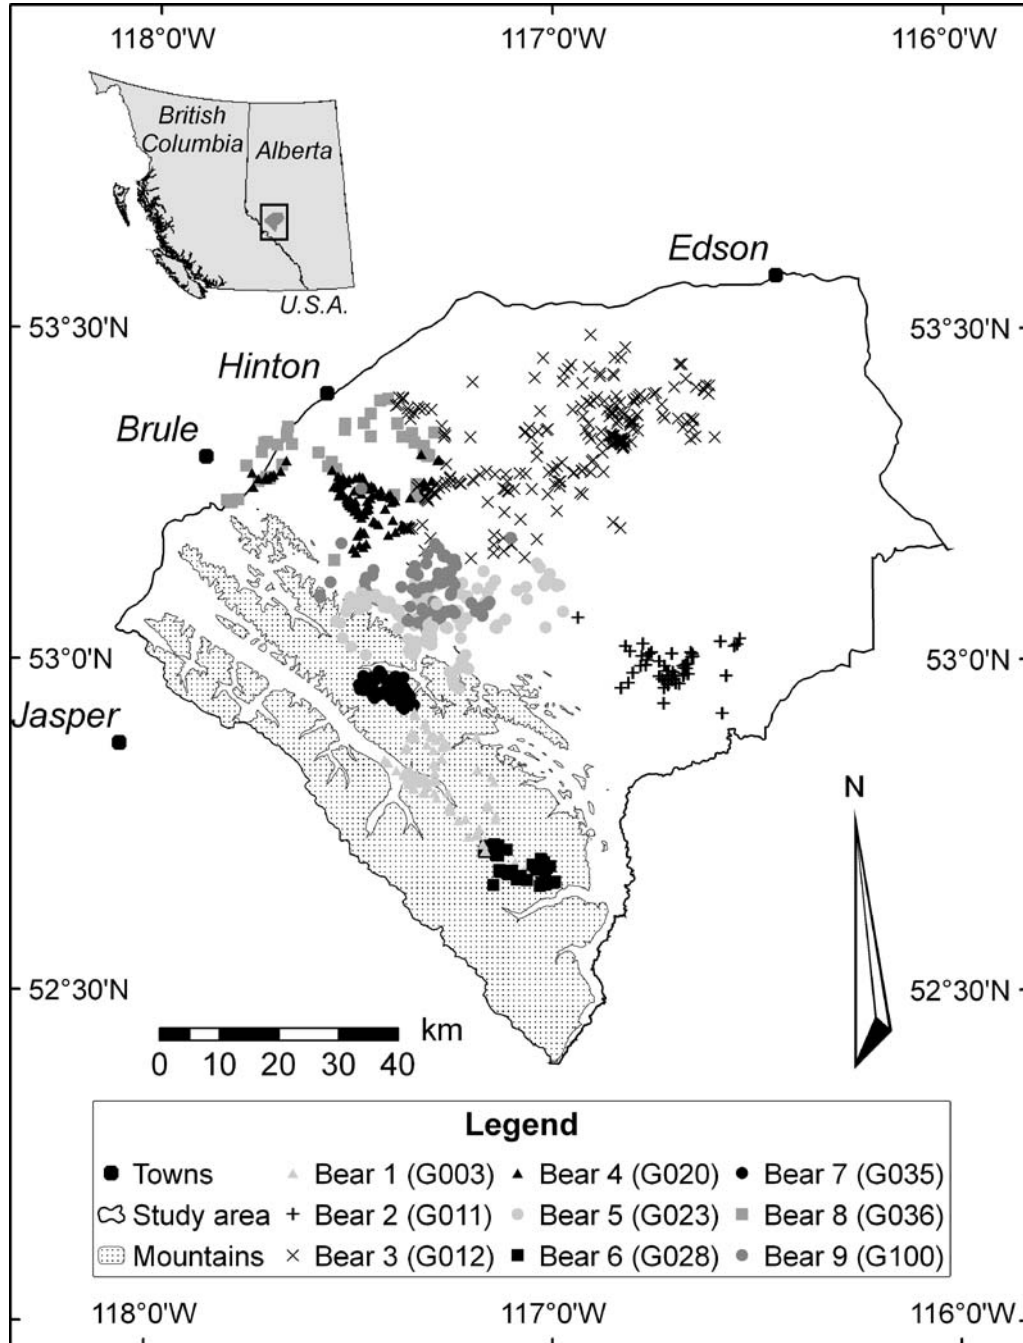 118°0'W 117°0'W 116°0'W
British
Columbia
Alberta
U.S.A.
Edson
53°30'N 53°30'N
Hinton
Brule
53°0'N 53°0'N
Jasper
N
52°30'N 52°30'N
km
0 10 20 30 40
Legend
Towns Bear 1 (G003) Bear 4 (G020) Bear 7 (G035)
Study area Bear 2 (G011) Bear 5 (G023) Bear 8 (G036)
Mountains Bear 3 (G012) Bear 6 (G028) Bear 9 (G100)
118°0'W 117°0'W 116°0'W